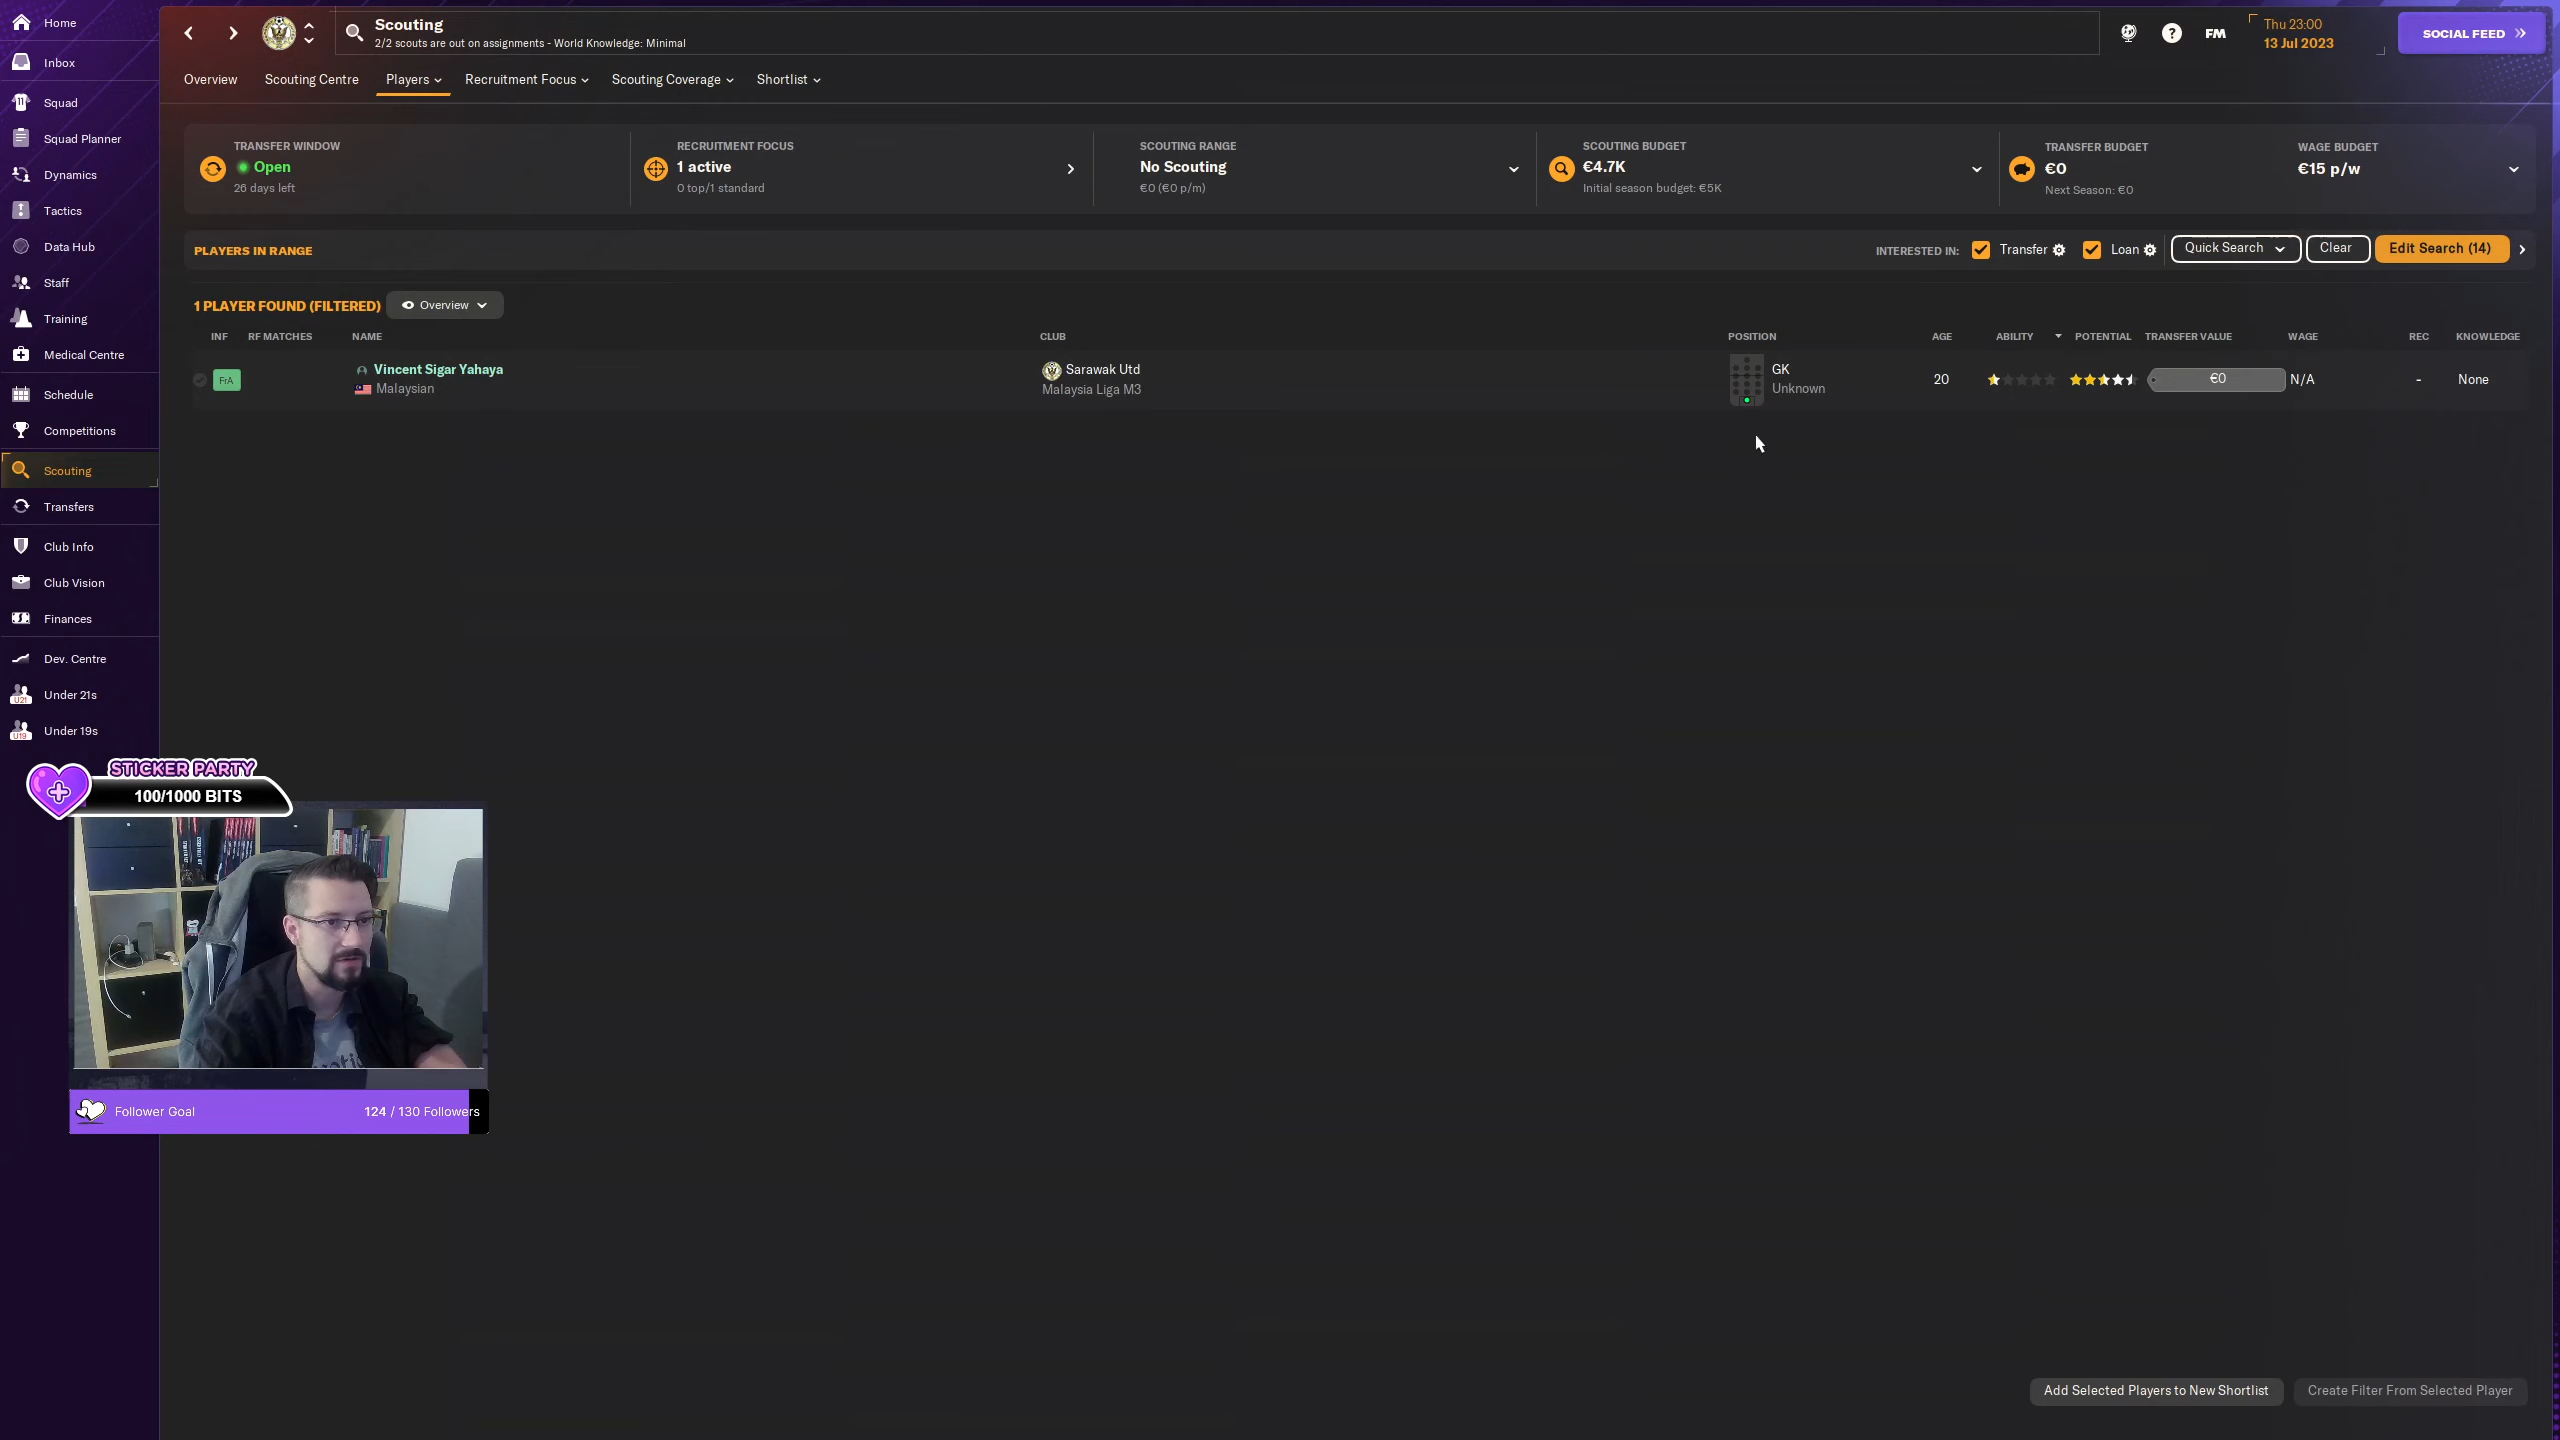 Home
Inbox
Squad
Squad Planner
Dynamics
Tactics
Data Hub
Staff
Training
Medical Centre
Schedule
Competitions
Scouting
Transfers
Club Info
Club Vision
Finances
Dev. Centre
Under 21s
Under 19s
Scouting
2/2 scouts are out on assignments - World Knowledge: Minimal
FM
Thu 23:00
13 Jul 2023
SOCIAL FEED
Overview Scouting Centre Players Recruitment Focus Scouting Coverage Shortlist
TRANSFER WINDOW
Open
26 days left
RECRUITMENT FOCUS
1 active
0 top/1 standard
SCOUTING RANGE
No Scouting
€0 (€0 p/m)
SCOUTING BUDGET
€4.7K
Initial season budget: €5K
TRANSFER BUDGET
€0
Next Season: €0
WAGE BUDGET
€15 p/w
PLAYERS IN RANGE
INTERESTED IN: Transfer Loan Quick Search Clear Edit Search (14)
1 PLAYER FOUND (FILTERED) Overview
INF RF MATCHES NAME CLUB POSITION AGE ABILITY POTENTIAL TRANSFER VALUE WAGE REC KNOWLEDGE
FrA Vincent Sigar Yahaya Sarawak Utd GK 20 €0 N/A - None
Malaysian Malaysia Liga M3 Unknown
STICKER PARTY
100/1000 BITS
Follower Goal 124 / 130 Followers
Add Selected Players to New Shortlist Create Filter From Selected Player